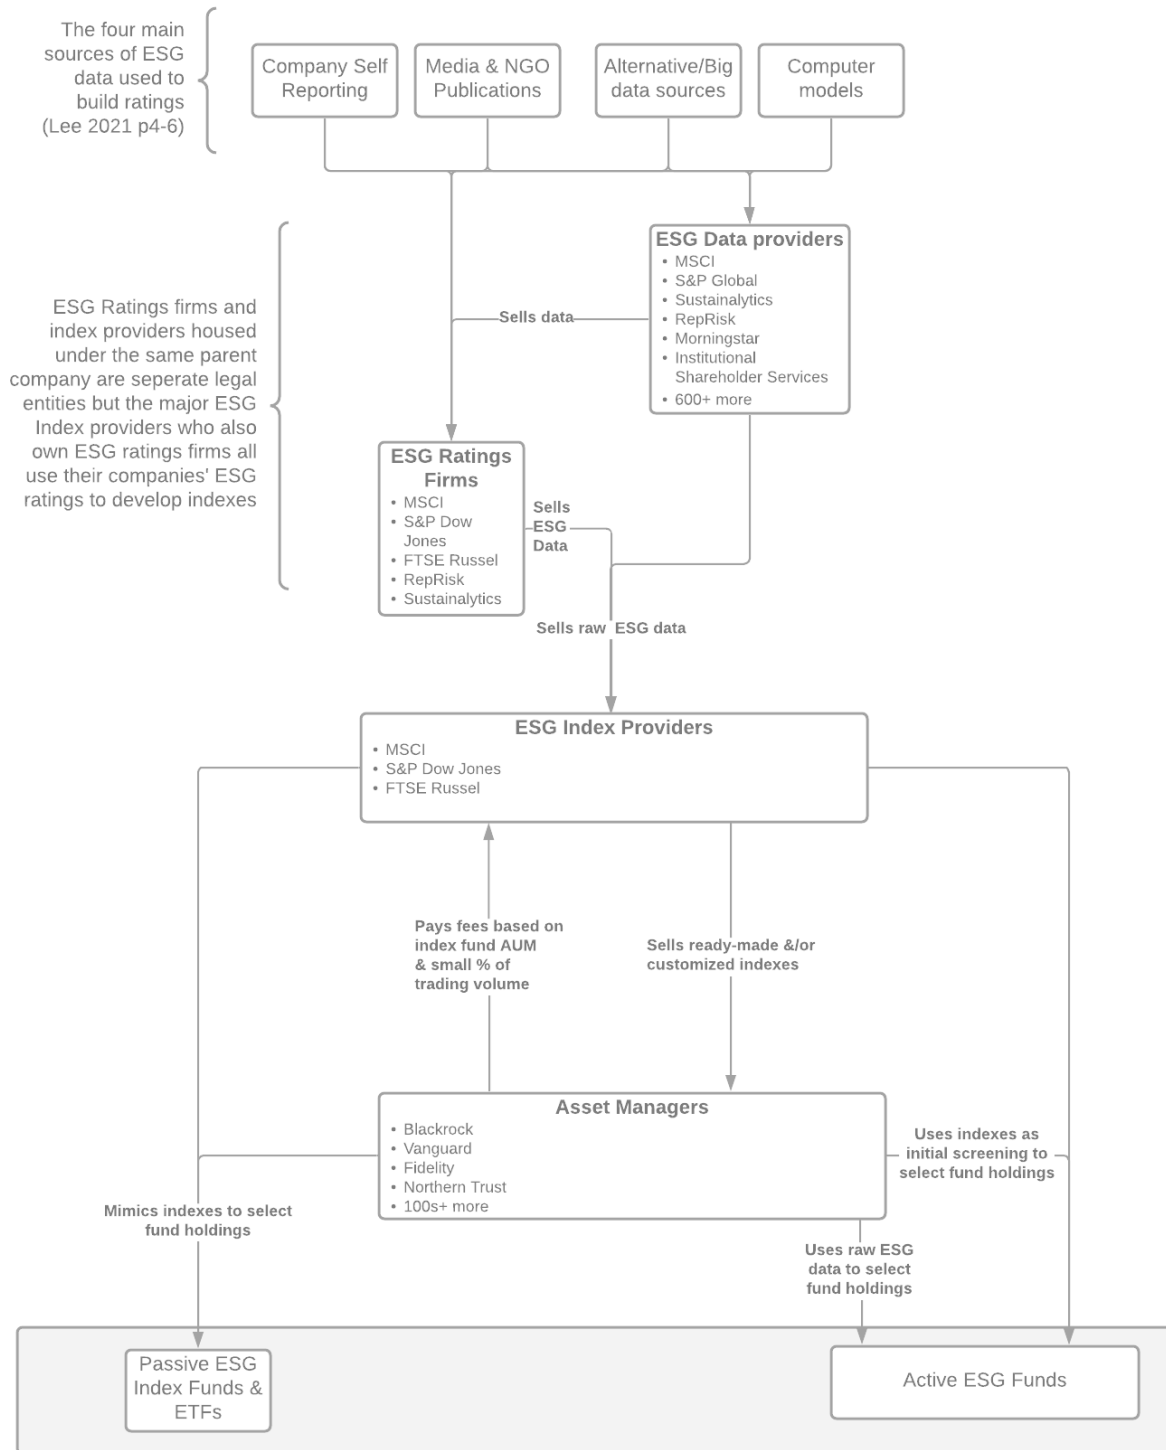 The four main
sources of ESG
data used to
build ratings
(Lee 2021 p4-6)
Company Self
Reporting
Media & NGO
Publications
Alternative/Big
data sources
Computer
models
ESG Data providers
• MSCI
• S&P Global
• Sustainalytics
• RepRisk
• Morningstar
• Institutional
Shareholder Services
• 600+ more
Sells data
ESG Ratings firms and
index providers housed
under the same parent
company are seperate legal
entities but the major ESG
Index providers who also
own ESG ratings firms all
use their companies' ESG
ratings to develop indexes
ESG Ratings
Firms
• MSCI
• S&P Dow
Jones
• FTSE Russel
• RepRisk
• Sustainalytics
Sells
ESG
Data
Sells raw ESG data
ESG Index Providers
• MSCI
• S&P Dow Jones
• FTSE Russel
Pays fees based on
index fund AUM
& small % of
trading volume
Sells ready-made &/or
customized indexes
Asset Managers
• Blackrock
• Vanguard
• Fidelity
• Northern Trust
• 100s+ more
Uses indexes as
initial screening to
select fund holdings
Mimics indexes to select
fund holdings
Uses raw ESG
data to select
fund holdings
Passive ESG
Index Funds &
ETFs
Active ESG Funds